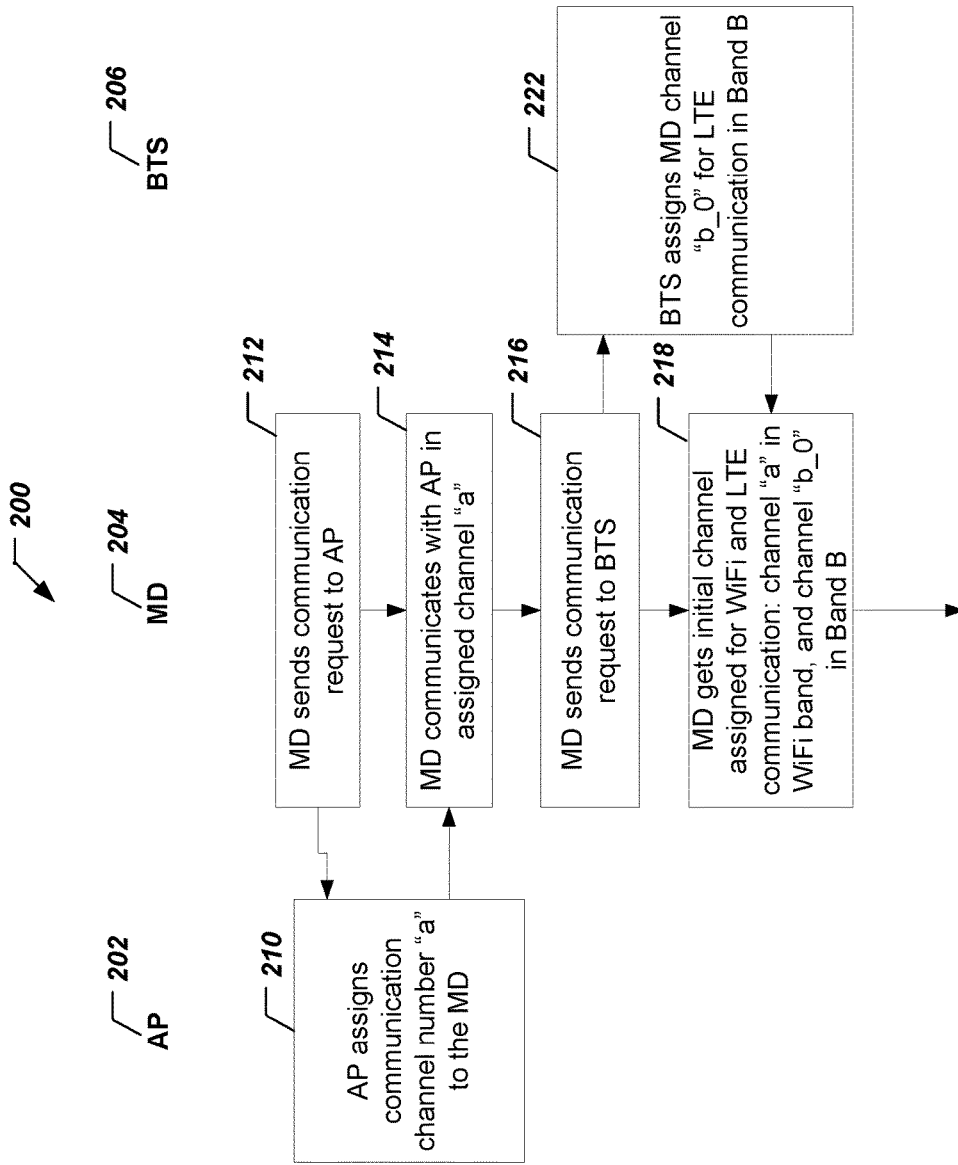 200
202
AP
204
MD
206
BTS
212
MD sends communication
request to AP
210
AP assigns
communication
channel number “a”
to the MD
214
MD communicates with AP in
assigned channel “a”
216
MD sends communication
request to BTS
222
BTS assigns MD channel
“b_0” for LTE
communication in Band B
218
MD gets initial channel
assigned for WiFi and LTE
communication: channel “a” in
WiFi band, and channel “b_0”
in Band B